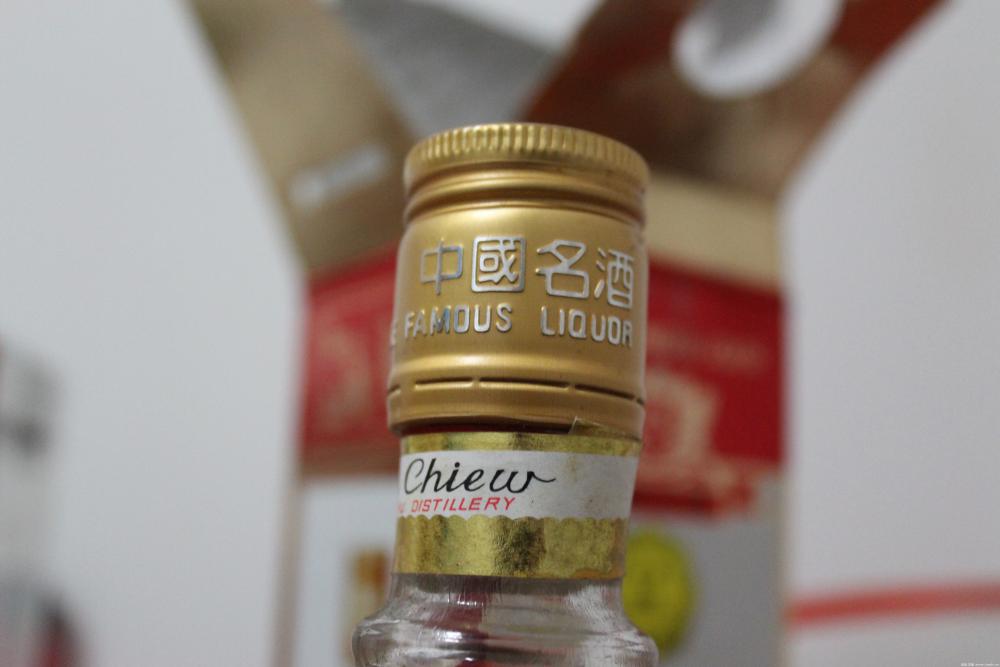 中國名酒
E FAMOUS LIQUOR
Chiew
DISTILLERY